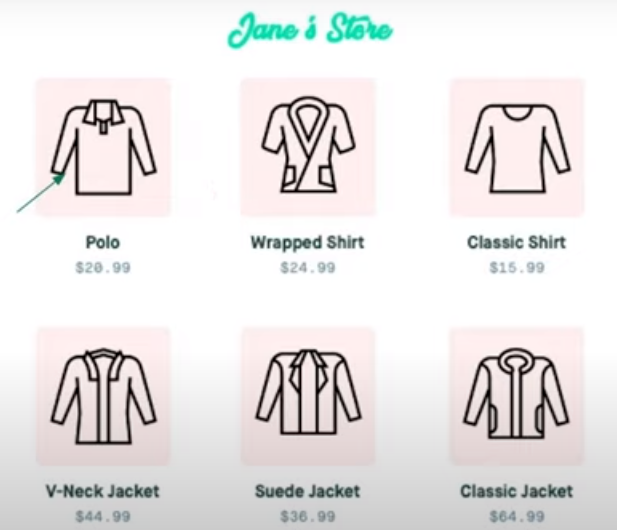 Jane's Store
Polo
Wrapped Shirt
Classic Shirt
$20.99
$24.99
$15.99
V-Neck Jacket
Suede Jacket
Classic Jacket
$44.99
$36.99
$64.99